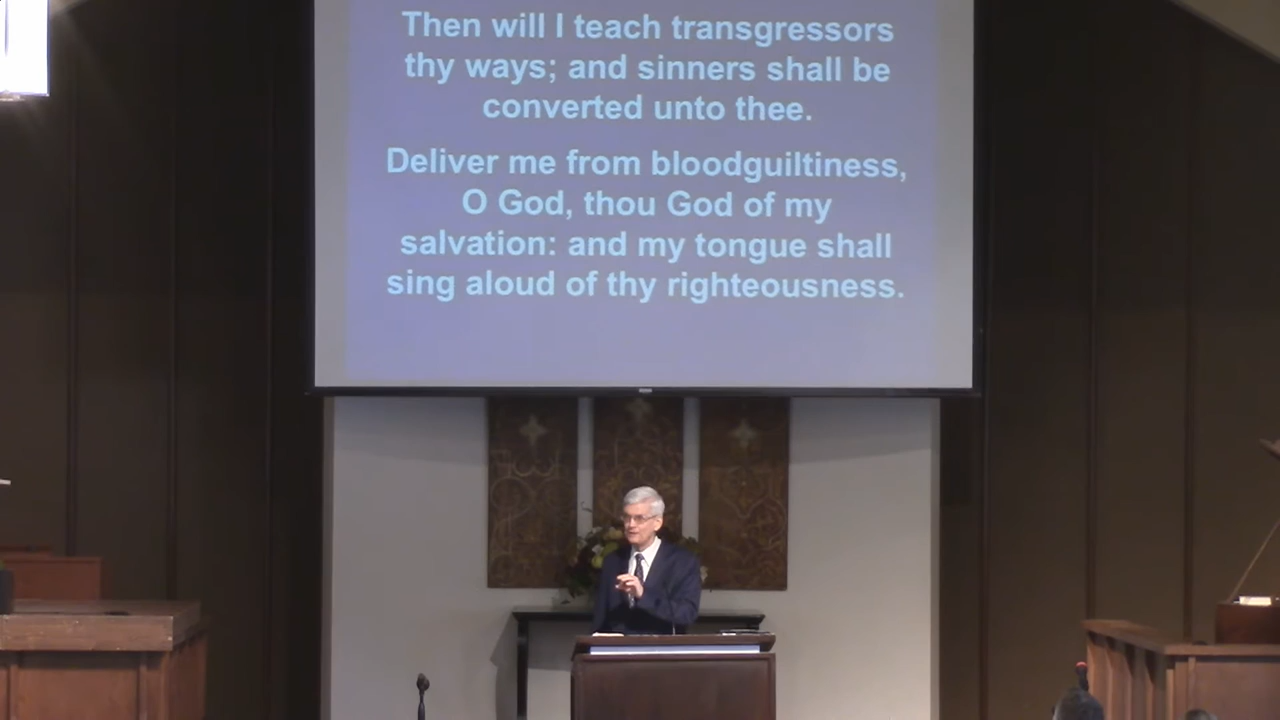 Then will I teach transgressors
thy ways; and sinners shall be
converted unto thee.
Deliver me from bloodguiltiness,
O God, thou God of my
salvation: and my tongue shall
sing aloud of thy righteousness.